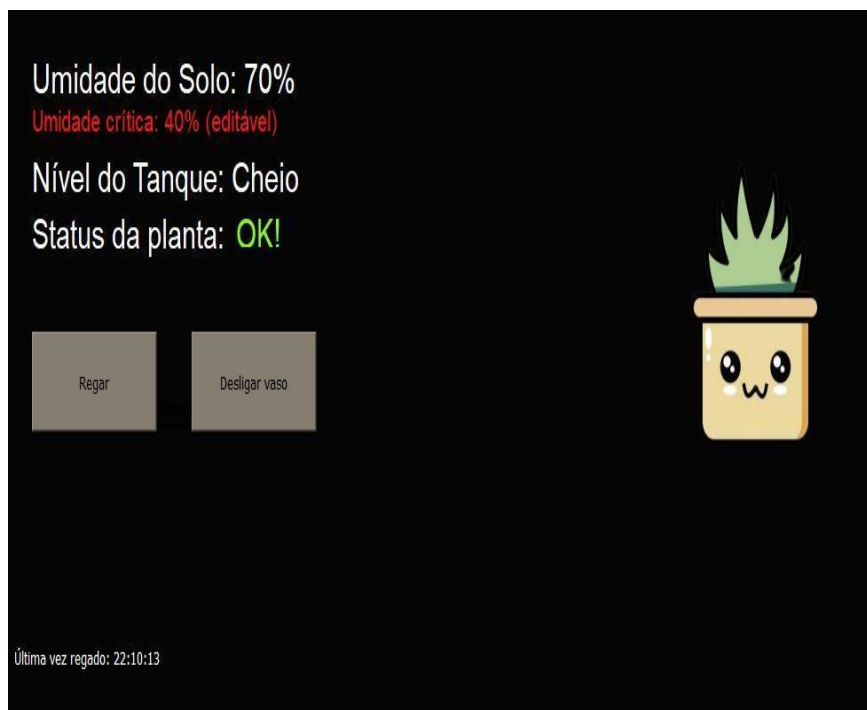 Umidade do Solo: 70%
Umidade crítica: 40% (editável)
Nível do Tanque: Cheio
Status da planta: OK!
Regar
Desligar vaso
Última vez regado: 22:10:13